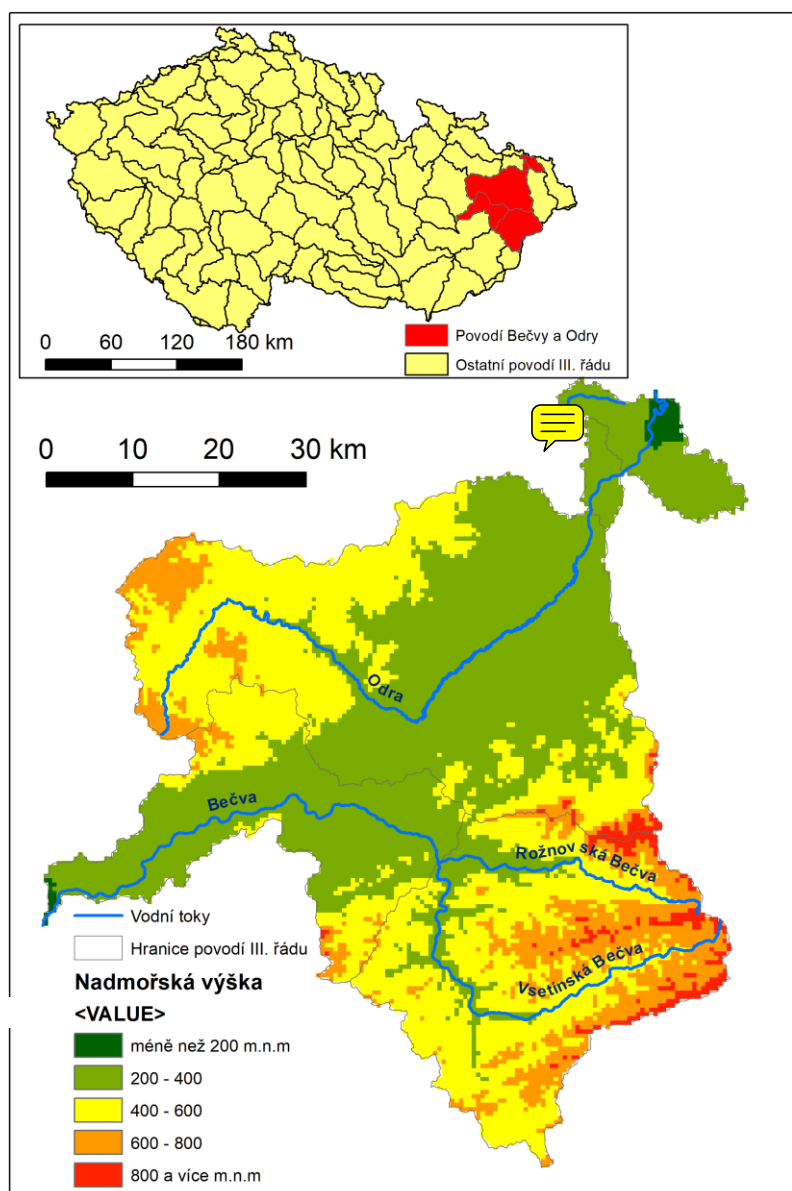 0 60 120 180 km
Povodí Bečvy a Odry
Ostatní povodí III. řádu
0 10 20 30 km
Odra
Bečva
Rožnovská Bečva
Vsetínská Bečva
Vodní toky
Hranice povodí III. řádu
Nadmořská výška
<VALUE>
méně než 200 m.n.m
200 - 400
400 - 600
600 - 800
800 a více m.n.m